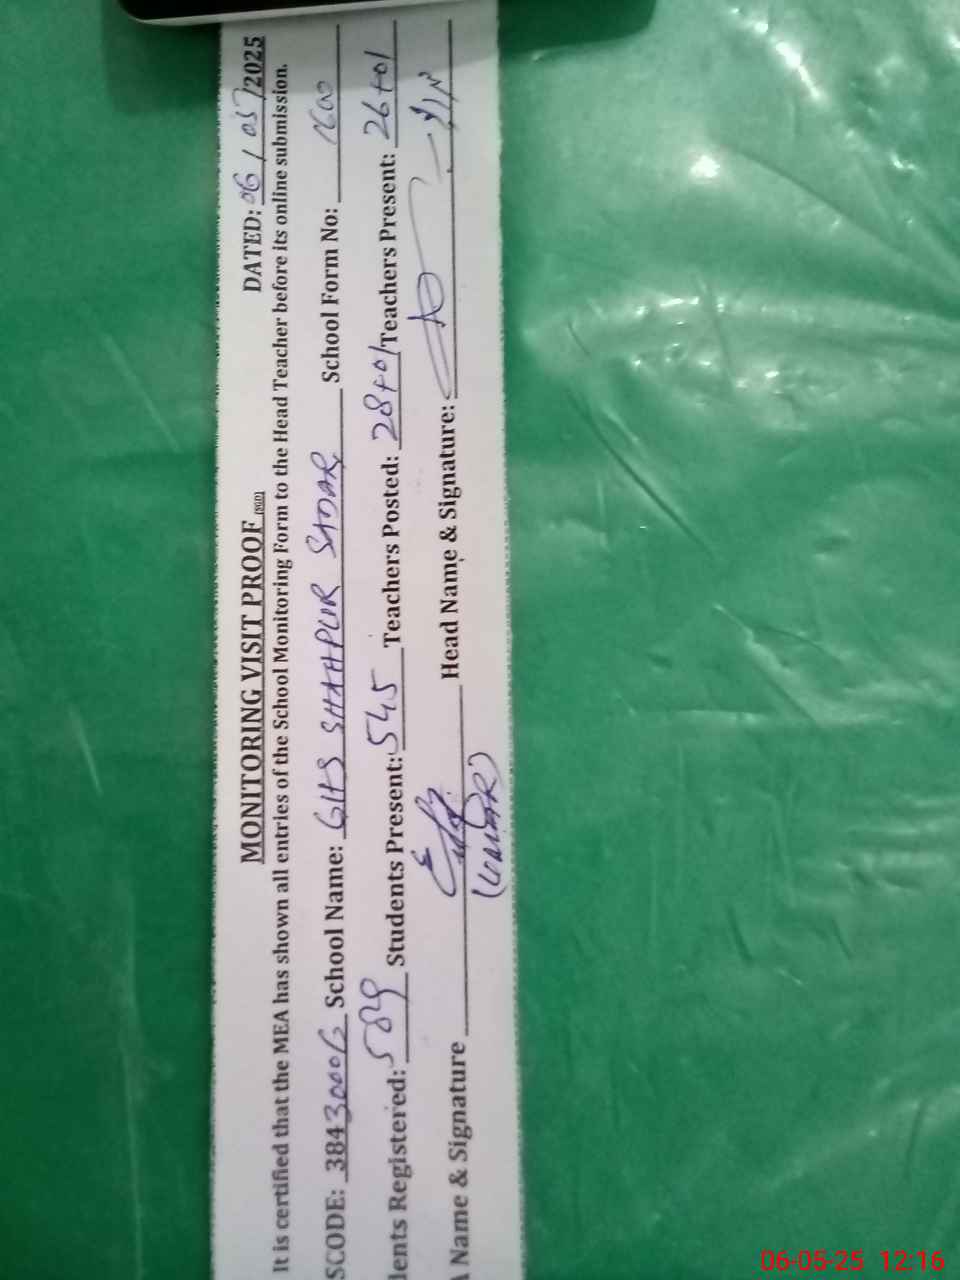 MONITORING VISIT PROOF (SGD) DATED: 06/05/2025
It is certified that the MEA has shown all entries of the School Monitoring Form to the Head Teacher before its online submission.
SCODE: 3843000 School Name: GHS SHAHPUR SADAR School Form No:
dents Registered: 589 Students Present: 545 Teachers Posted: 28+01 Teachers Present: 26+01
Name & Signature Head Name & Signature:
(UMAR)
06-05-25 12:16